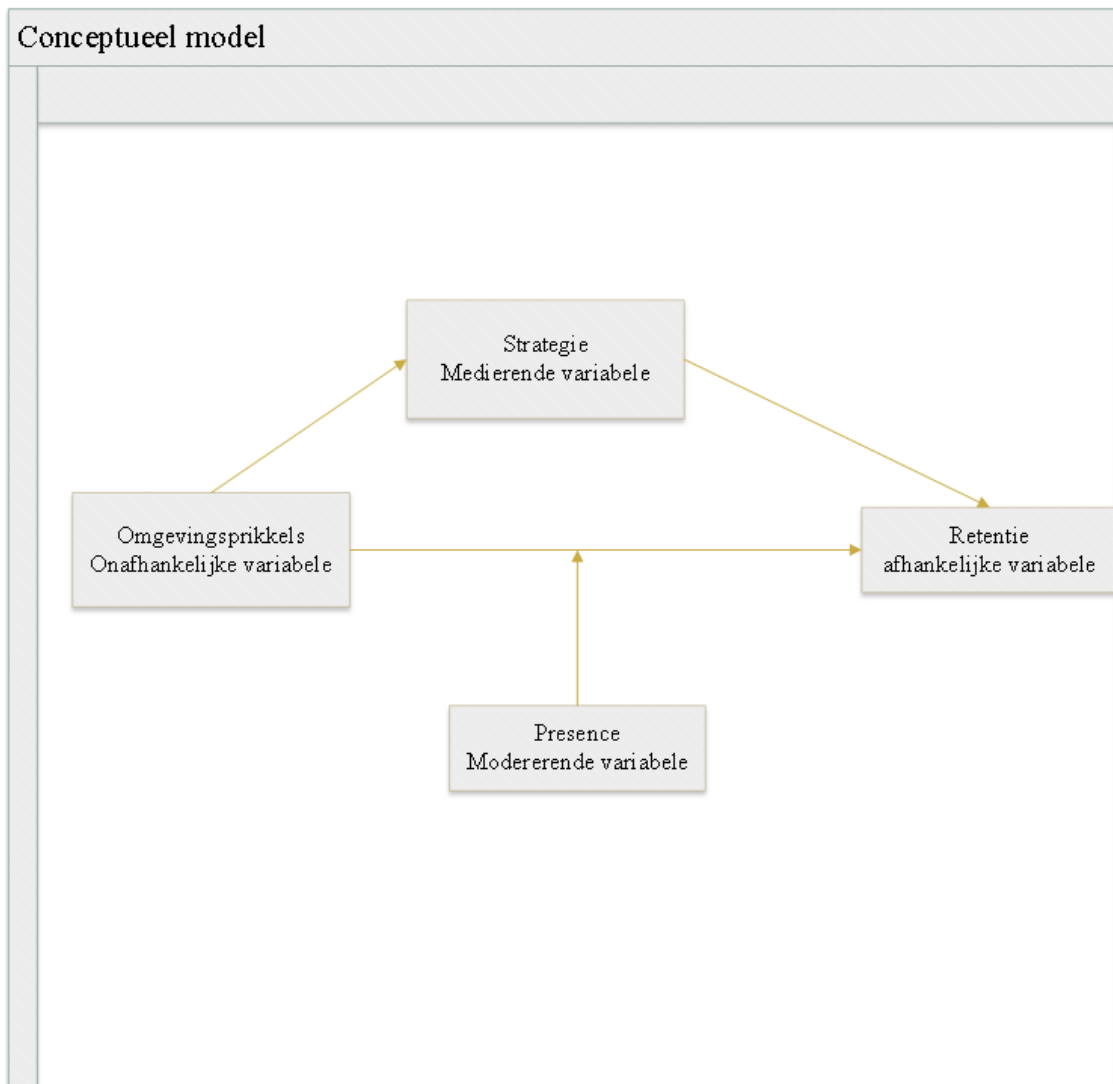 Conceptueel model
Strategie
Medierende variabele
Omgevingsprikkels
Onafhankelijke variabele
Retentie
afhankelijke variabele
Presence
Modererende variabele